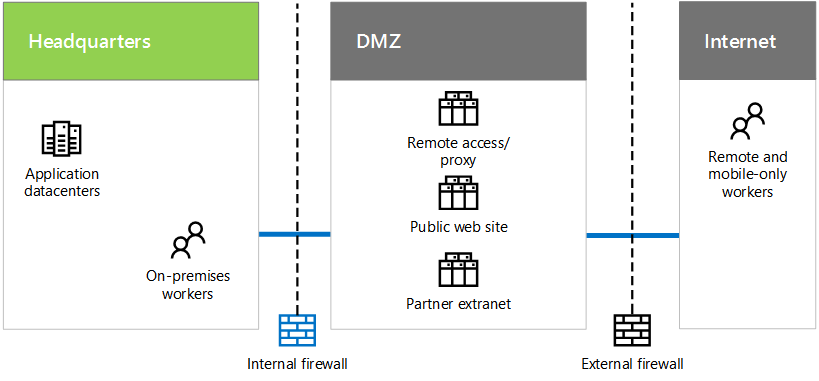 Headquarters
DMZ
Internet
Application
datacenters
On-premises
workers
Remote access/
proxy
Public web site
Partner extranet
Remote and
mobile-only
workers
Internal firewall
External firewall